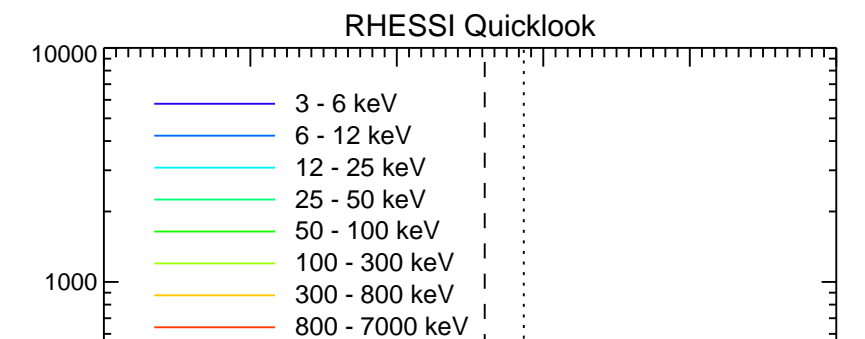 RHESSI Quicklook
10000
3 - 6 keV
6 - 12 keV
12 - 25 keV
25 - 50 keV
50 - 100 keV
100 - 300 keV
1000
300 - 800 keV
800 - 7000 keV